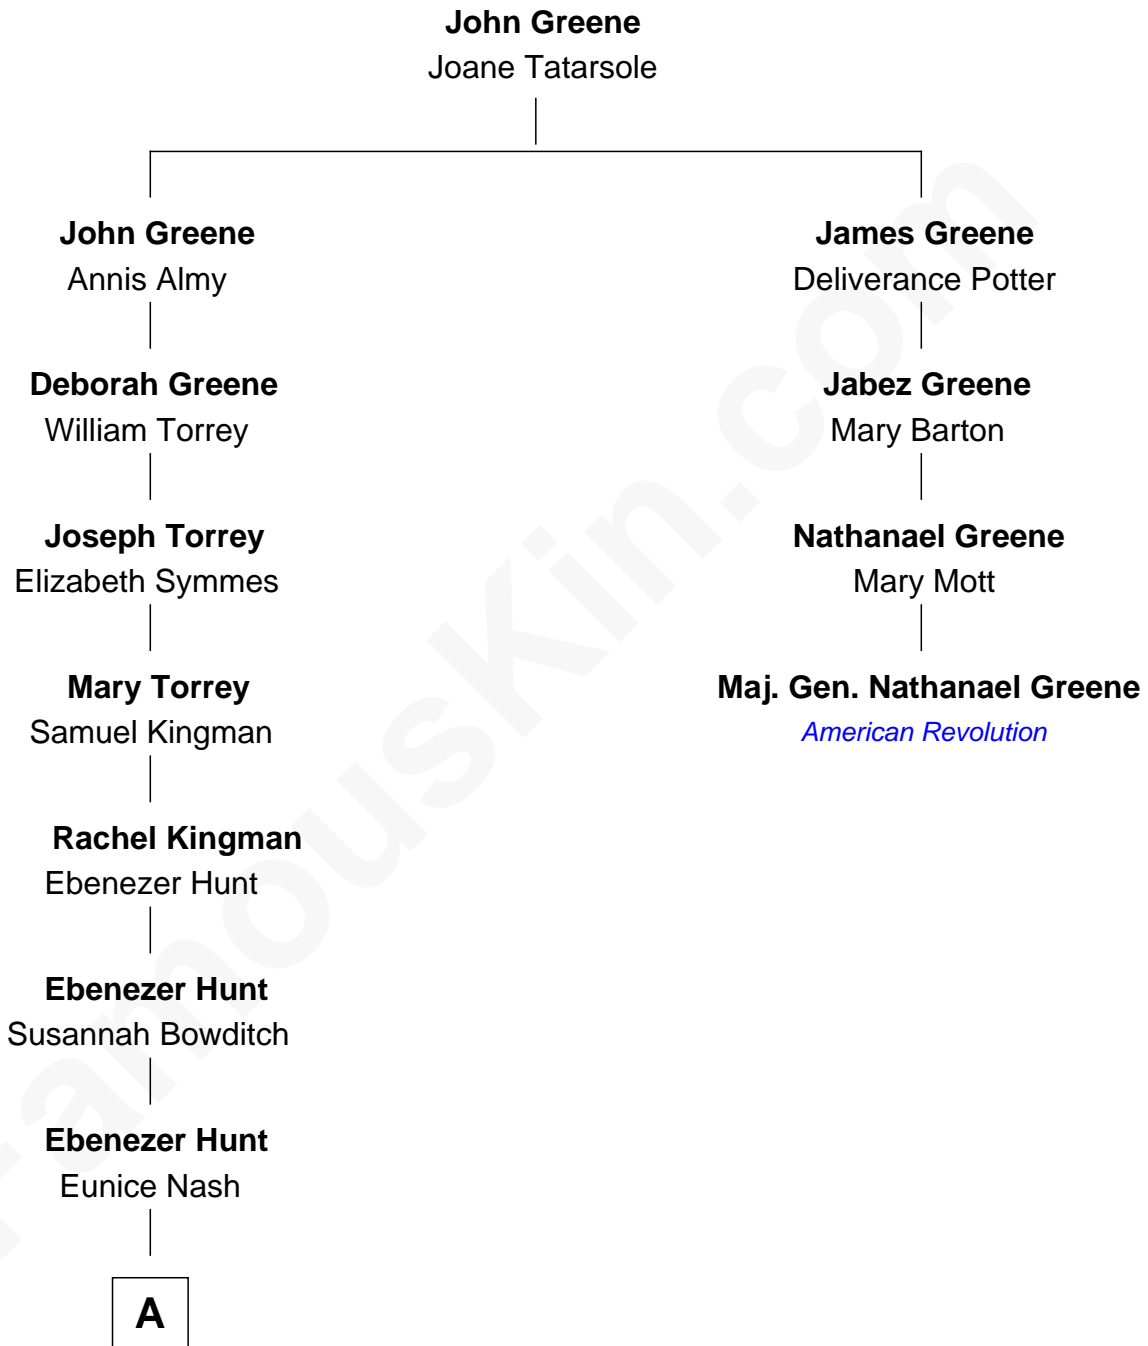 John Greene
Joane Tatarsole
John Greene
Annis Almy
Deborah Greene
William Torrey
Joseph Torrey
Elizabeth Symmes
Mary Torrey
Samuel Kingman
Rachel Kingman
Ebenezer Hunt
Ebenezer Hunt
Susannah Bowditch
Ebenezer Hunt
Eunice Nash
A
James Greene
Deliverance Potter
Jabez Greene
Mary Barton
Nathanael Greene
Mary Mott
Maj. Gen. Nathanael Greene
American Revolution
FamousKin.com